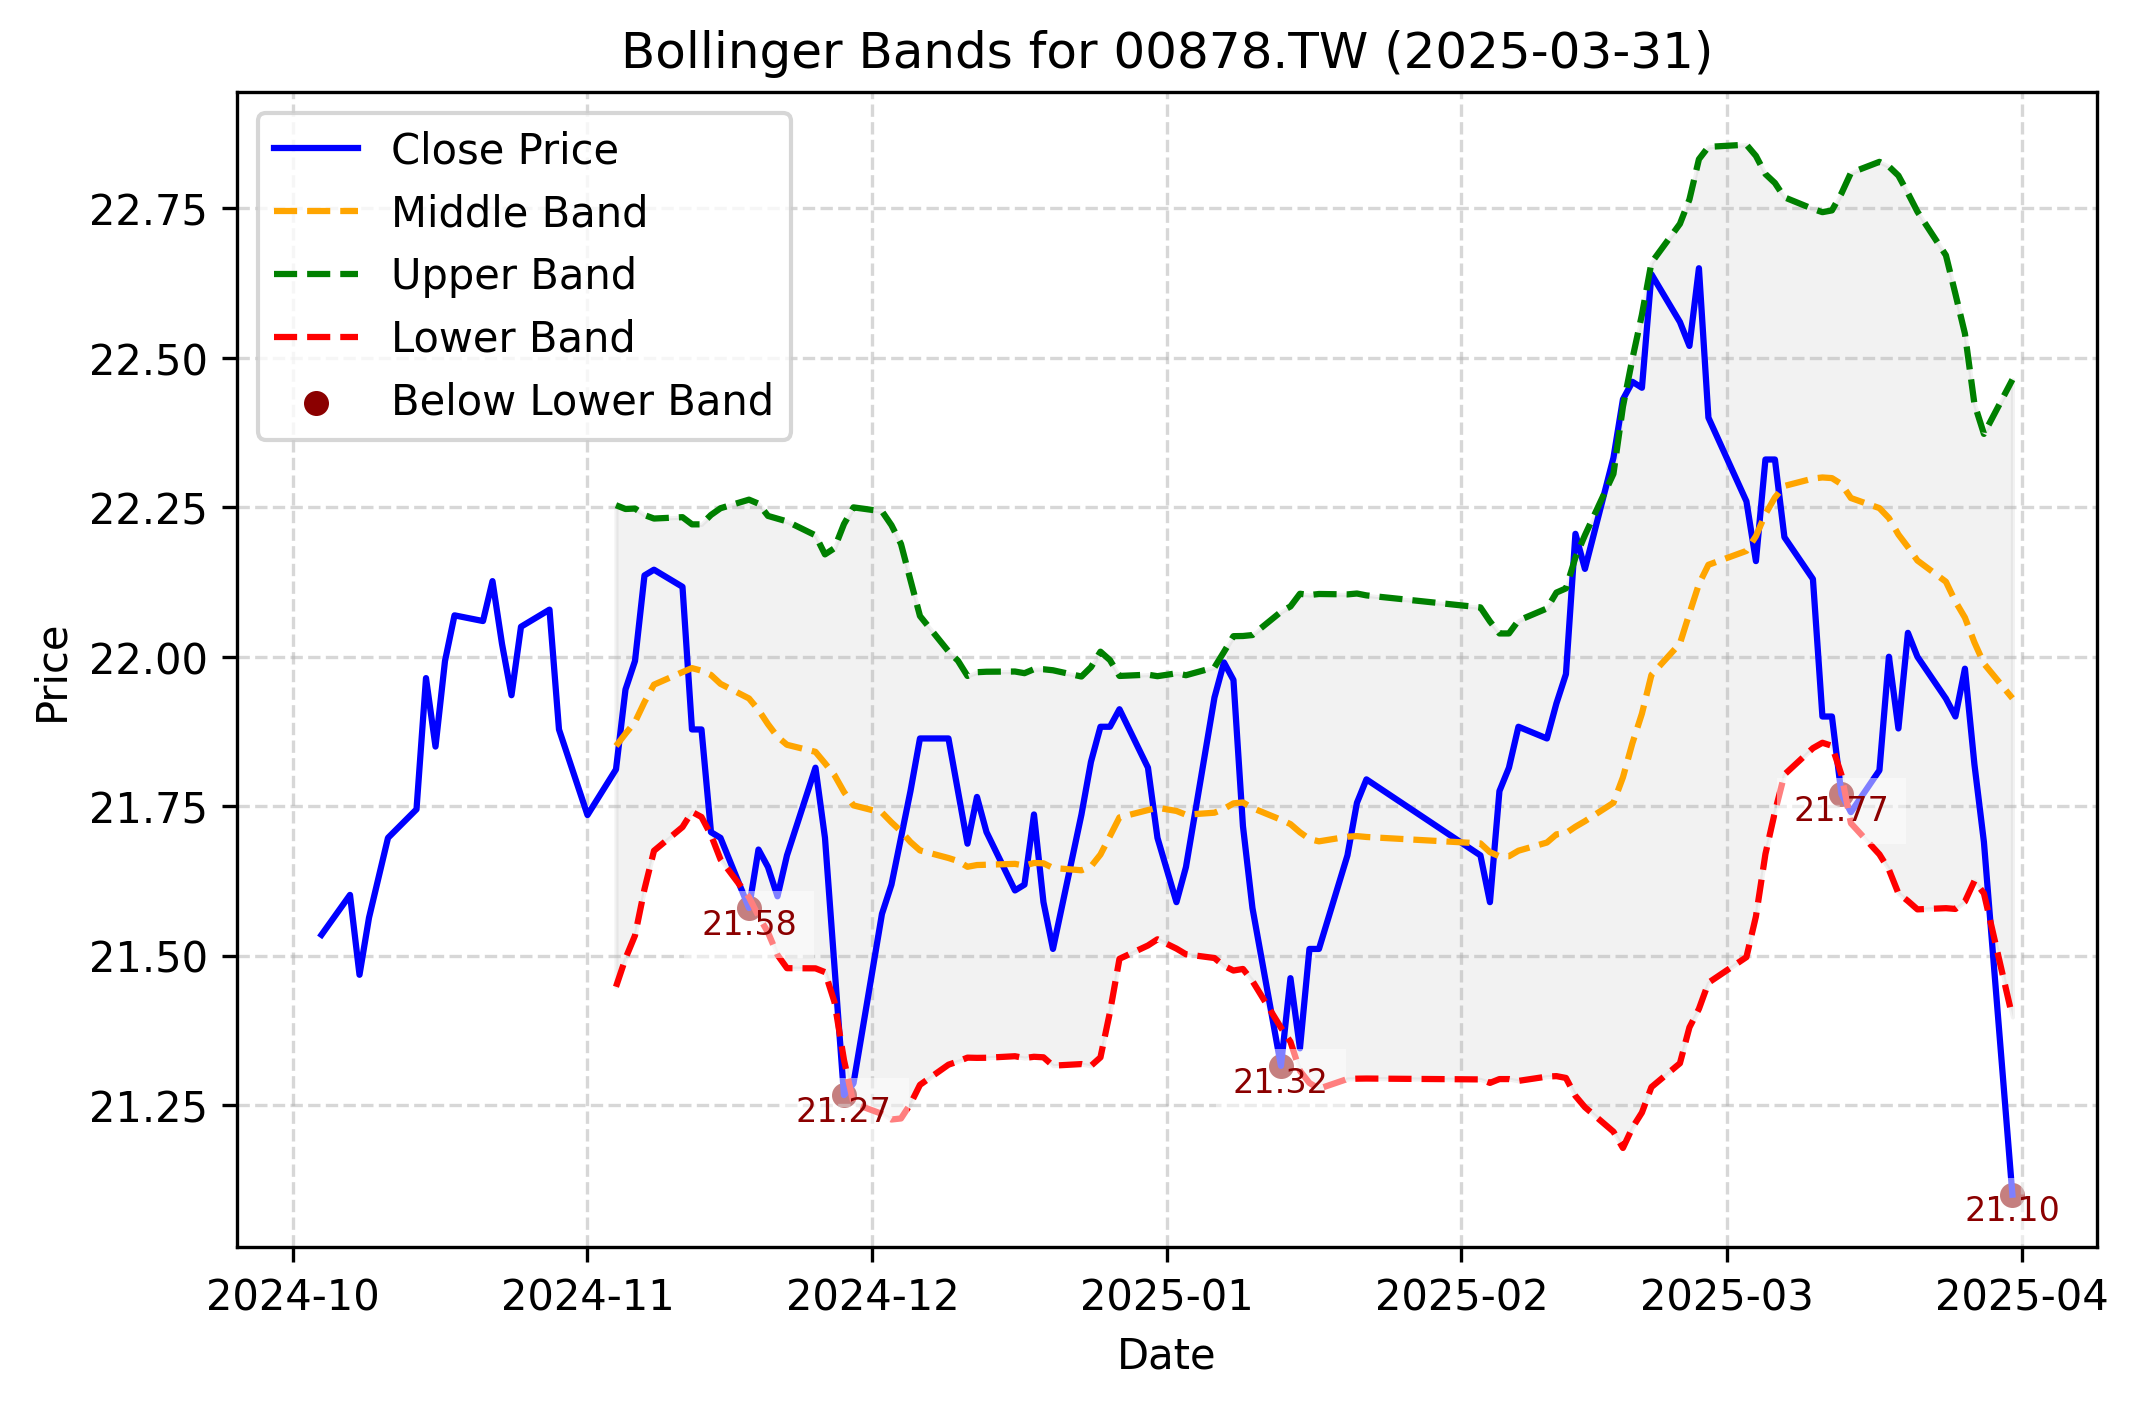 Bollinger Bands for 00878.TW (2025-03-31)
Close Price
Middle Band
Upper Band
Lower Band
Below Lower Band
Price
22.75
22.50
22.25
22.00
21.75
21.50
21.25
21.58
21.27
21.32
21.77
21.10
2024-10
2024-11
2024-12
2025-01
2025-02
2025-03
2025-04
Date